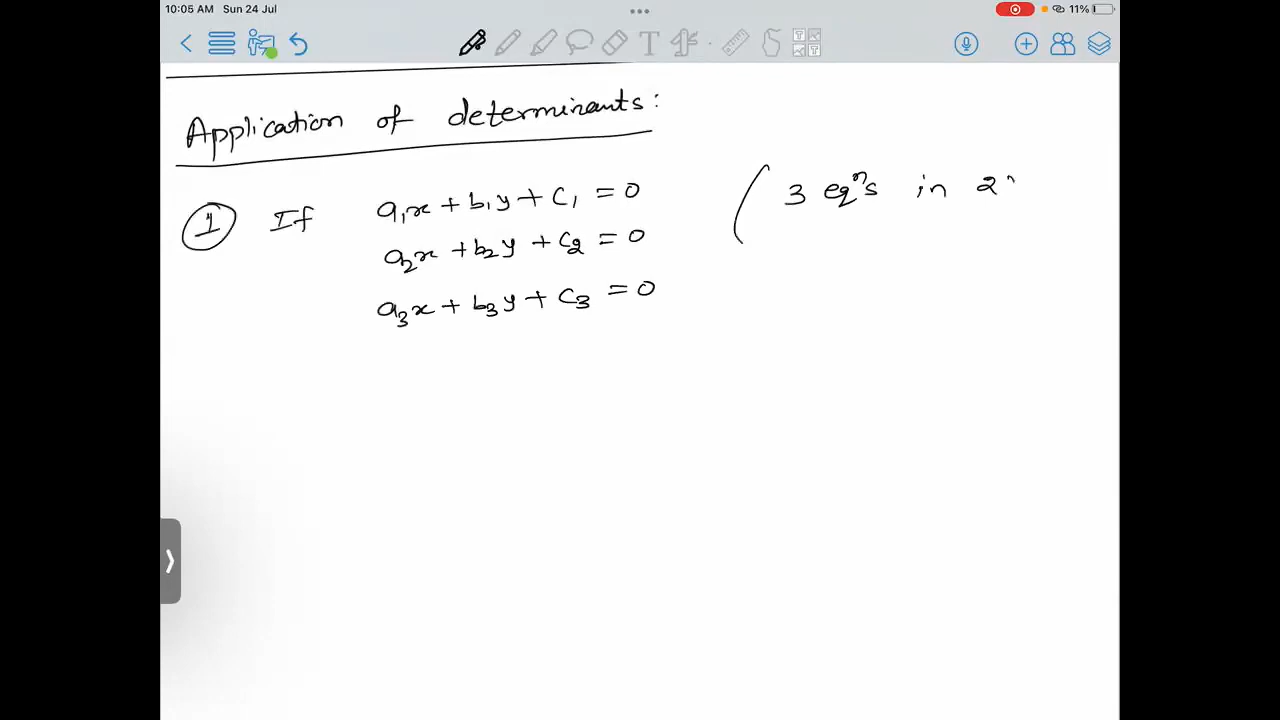 10:05 AM Sun 24 Jul
11%
Application of determinants:
① If a₁x + b₁y + c₁ = 0 ( 3 eqⁿs in 2
a₂x + b₂y + c₂ = 0
a₃x + b₃y + c₃ = 0